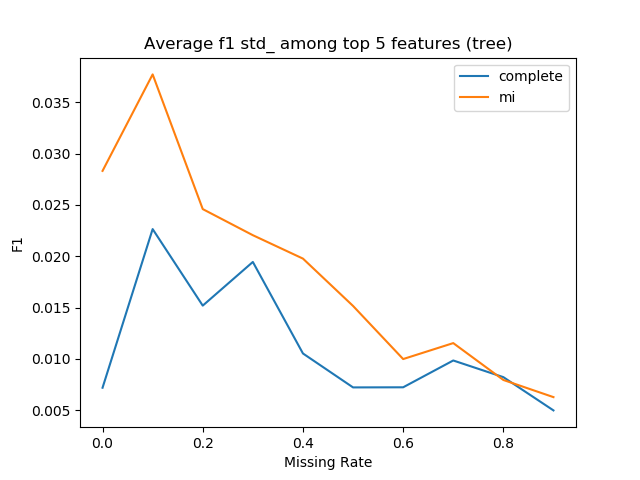 Average f1 std_ among top 5 features (tree)
complete
mi
0.035
0.030
0.025
0.020
0.015
0.010
0.005
F1
0.0 0.2 0.4 0.6 0.8
Missing Rate